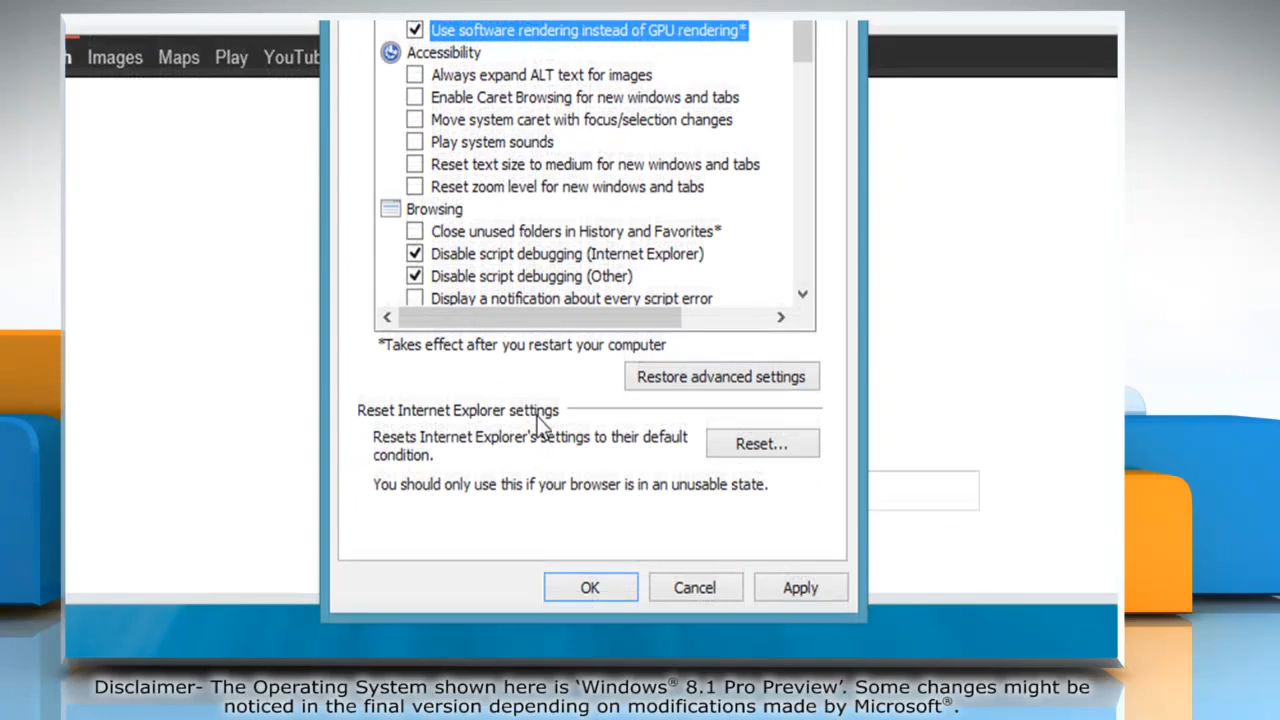 Use software rendering instead of GPU rendering*
h Images Maps Play YouTub
Accessibility
Always expand ALT text for images
Enable Caret Browsing for new windows and tabs
Move system caret with focus/selection changes
Play system sounds
Reset text size to medium for new windows and tabs
Reset zoom level for new windows and tabs
Browsing
Close unused folders in History and Favorites*
Disable script debugging (Internet Explorer)
Disable script debugging (Other)
Display a notification about every script error
*Takes effect after you restart your computer
Restore advanced settings
Reset Internet Explorer settings
Resets Internet Explorer's settings to their default
condition.
Reset...
You should only use this if your browser is in an unusable state.
OK Cancel Apply
Disclaimer- The Operating System shown here is ‘Windows® 8.1 Pro Preview’. Some changes might be
noticed in the final version depending on modifications made by Microsoft®.